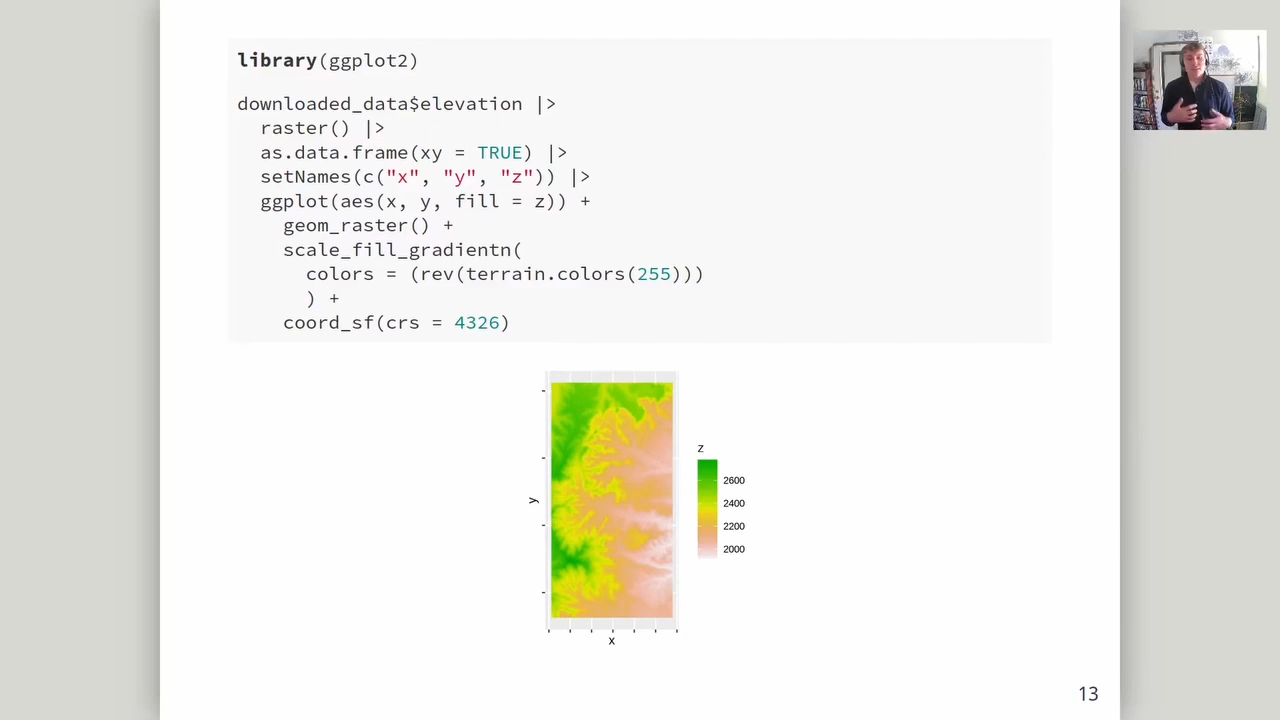 library(ggplot2)
downloaded_data$elevation |>
raster() |>
as.data.frame(xy = TRUE) |>
setNames(c("x", "y", "z")) |>
ggplot(aes(x, y, fill = z)) +
geom_raster() +
scale_fill_gradientn(
colors = (rev(terrain.colors(255)))
) +
coord_sf(crs = 4326)
y
x
z
2600
2400
2200
2000
13